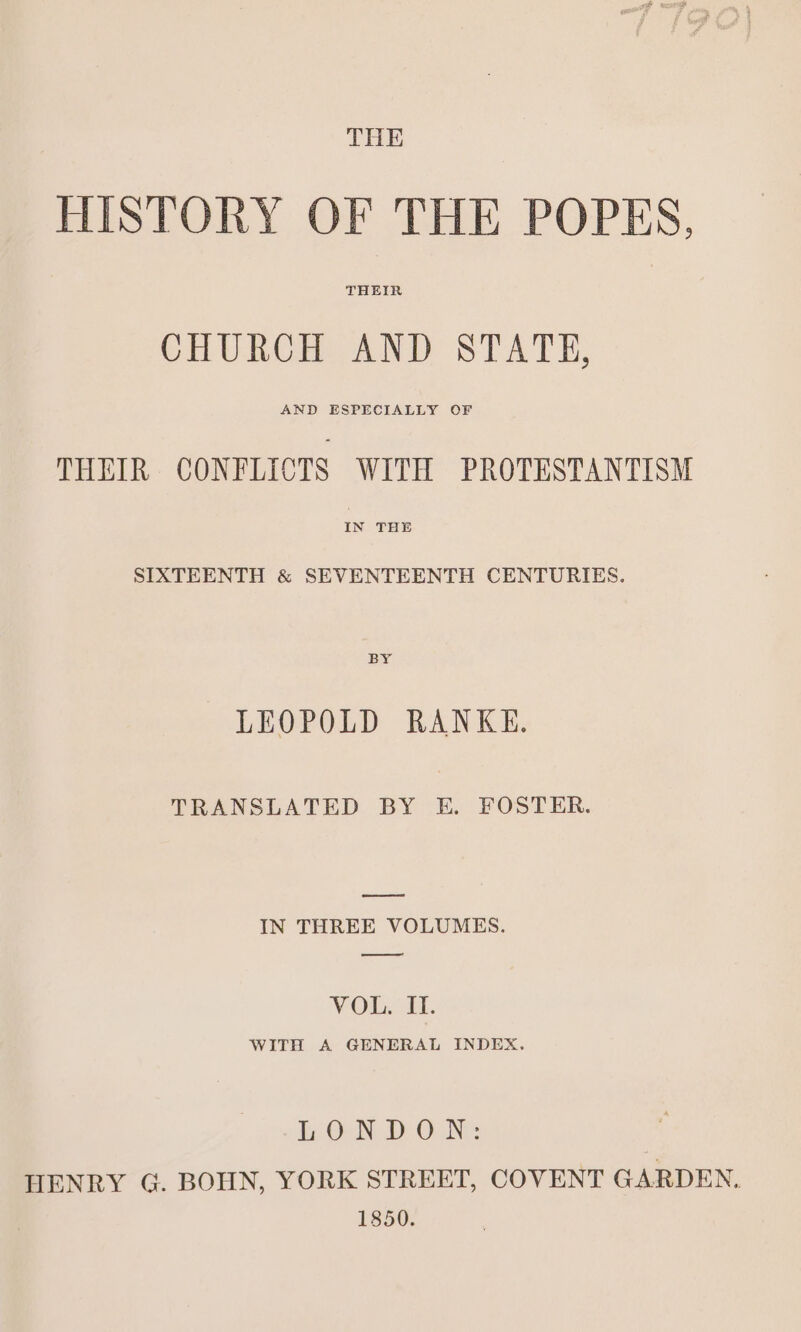 THE
HISTORY OF THE POPES,
THEIR
CHURCH AND STATE,
AND ESPECIALLY OF
THEIR CONFLICTS WITH PROTESTANTISM
IN THE
SIXTEENTH & SEVENTEENTH CENTURIES.
BY
LEOPOLD RANKE.
TRANSLATED BY E. FOSTER.
IN THREE VOLUMES.
VOL. II.
WITH A GENERAL INDEX.
LONDON:
HENRY G. BOHN, YORK STREET, COVENT GARDEN.
1850.